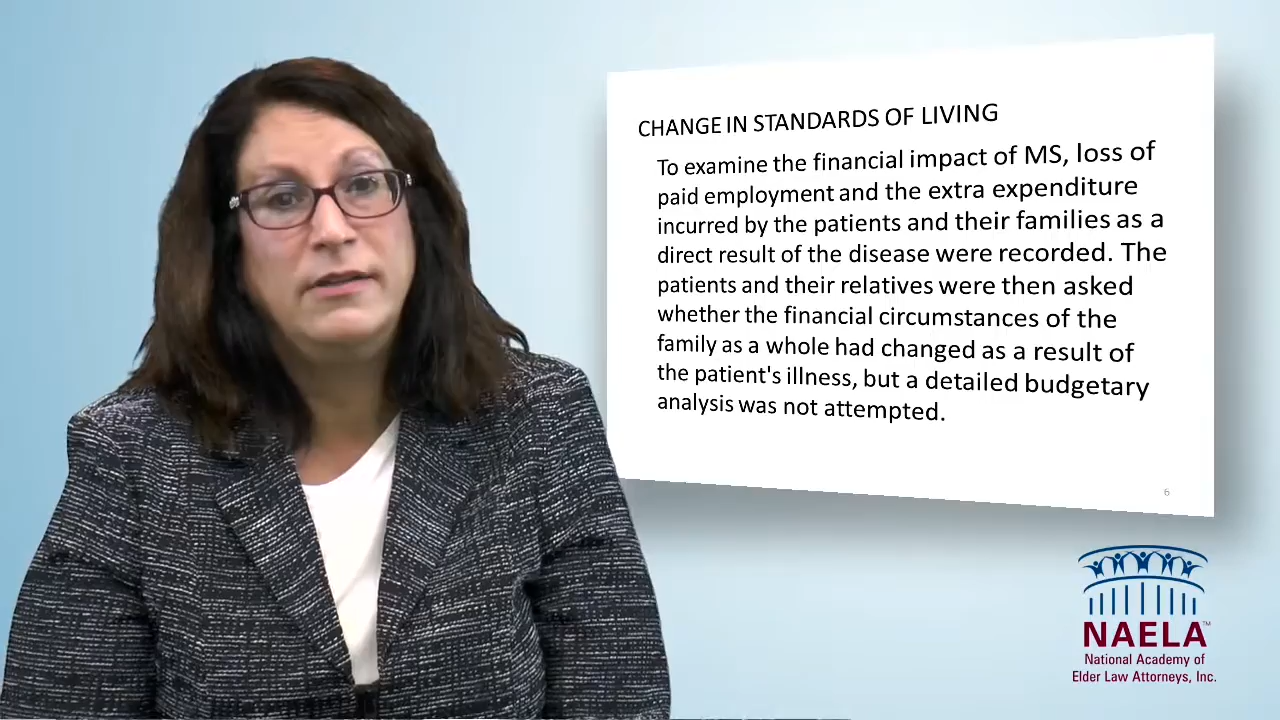 CHANGE IN STANDARDS OF LIVING
To examine the financial impact of MS, loss of
paid employment and the extra expenditure
incurred by the patients and their families as a
direct result of the disease were recorded. The
patients and their relatives were then asked
whether the financial circumstances of the
family as a whole had changed as a result of
the patient's illness, but a detailed budgetary
analysis was not attempted.
6
NAELA™
National Academy of
Elder Law Attorneys, Inc.